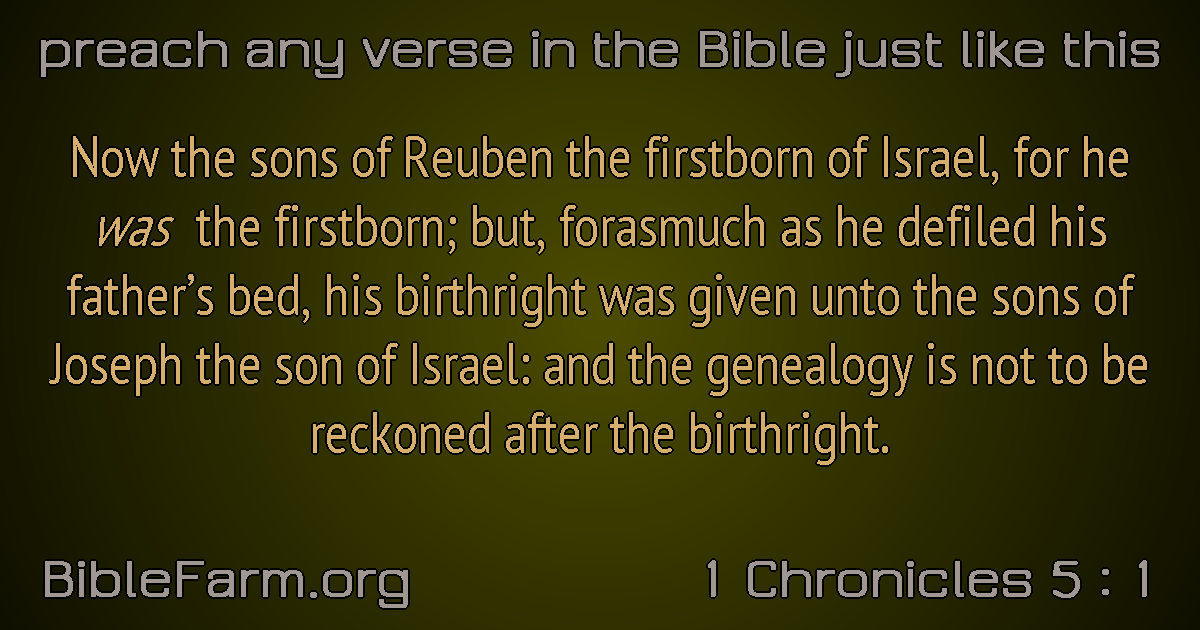 preach any verse in the Bible just like this
Now the sons of Reuben the firstborn of Israel, for he
was the firstborn; but, forasmuch as he defiled his
father’s bed, his birthright was given unto the sons of
Joseph the son of Israel: and the genealogy is not to be
reckoned after the birthright.
BibleFarm.org
1 Chronicles 5 : 1